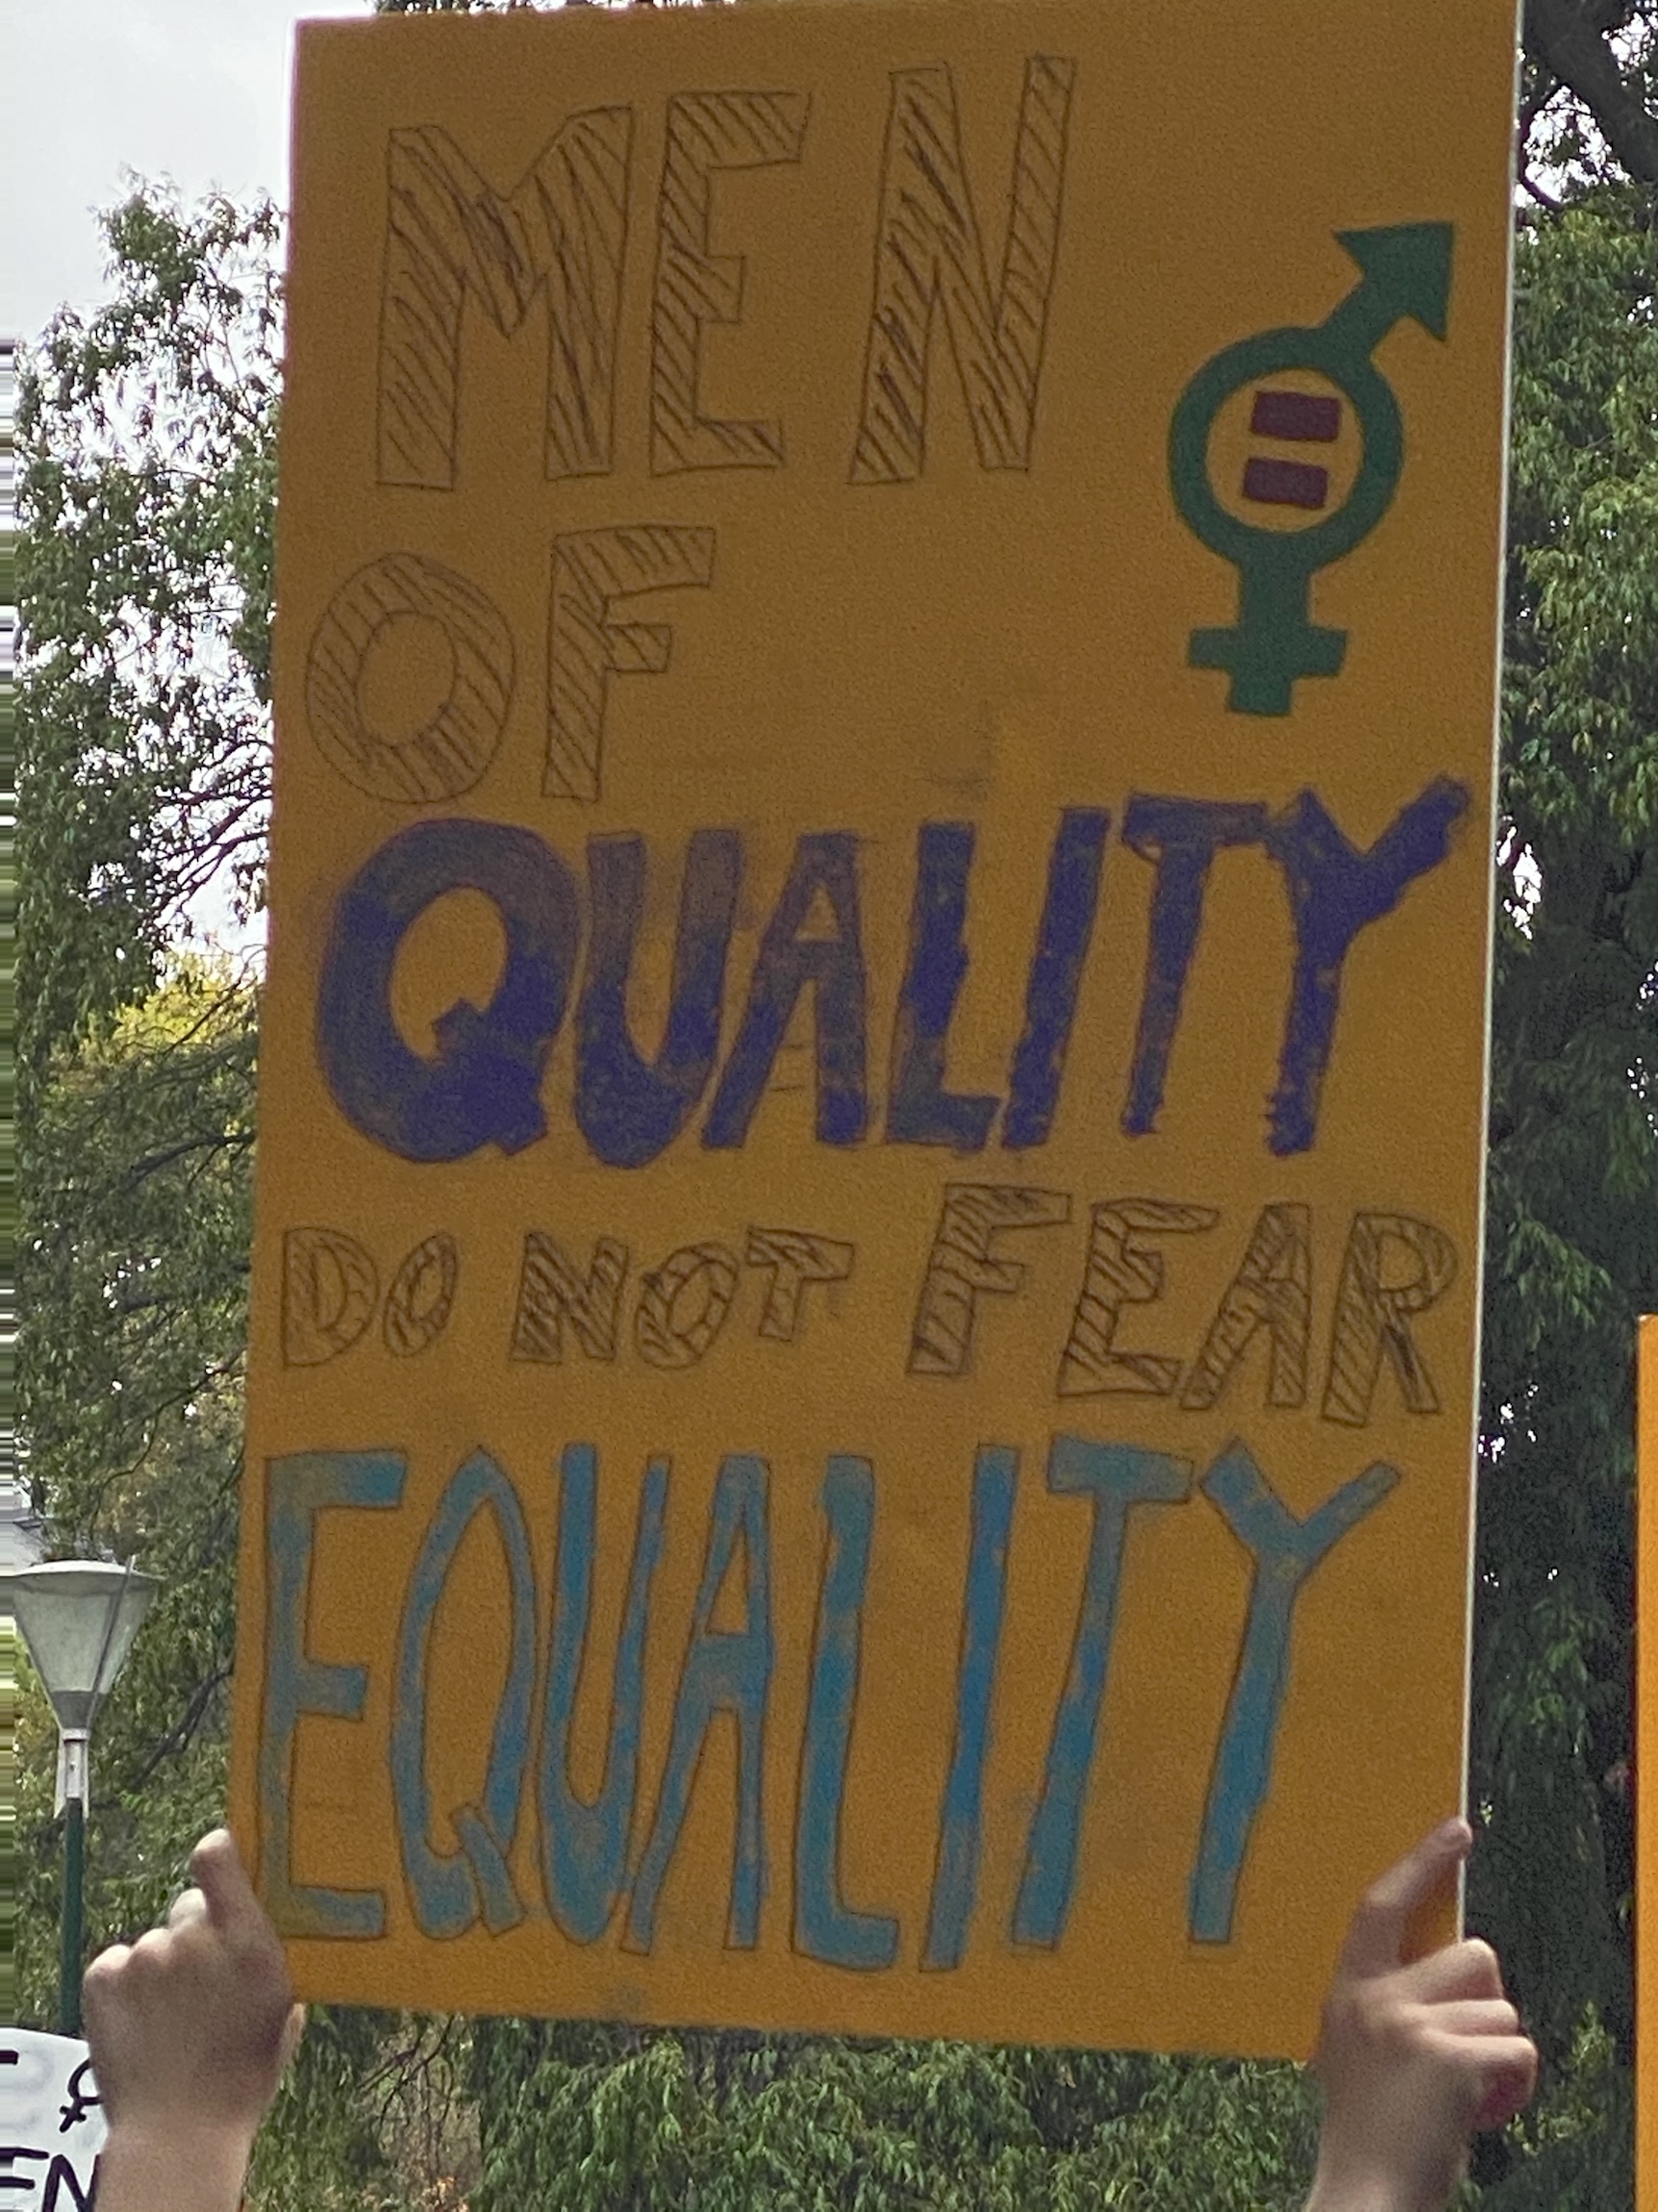 MEN
OF
QUALITY
DO NOT FEAR
EQUALITY